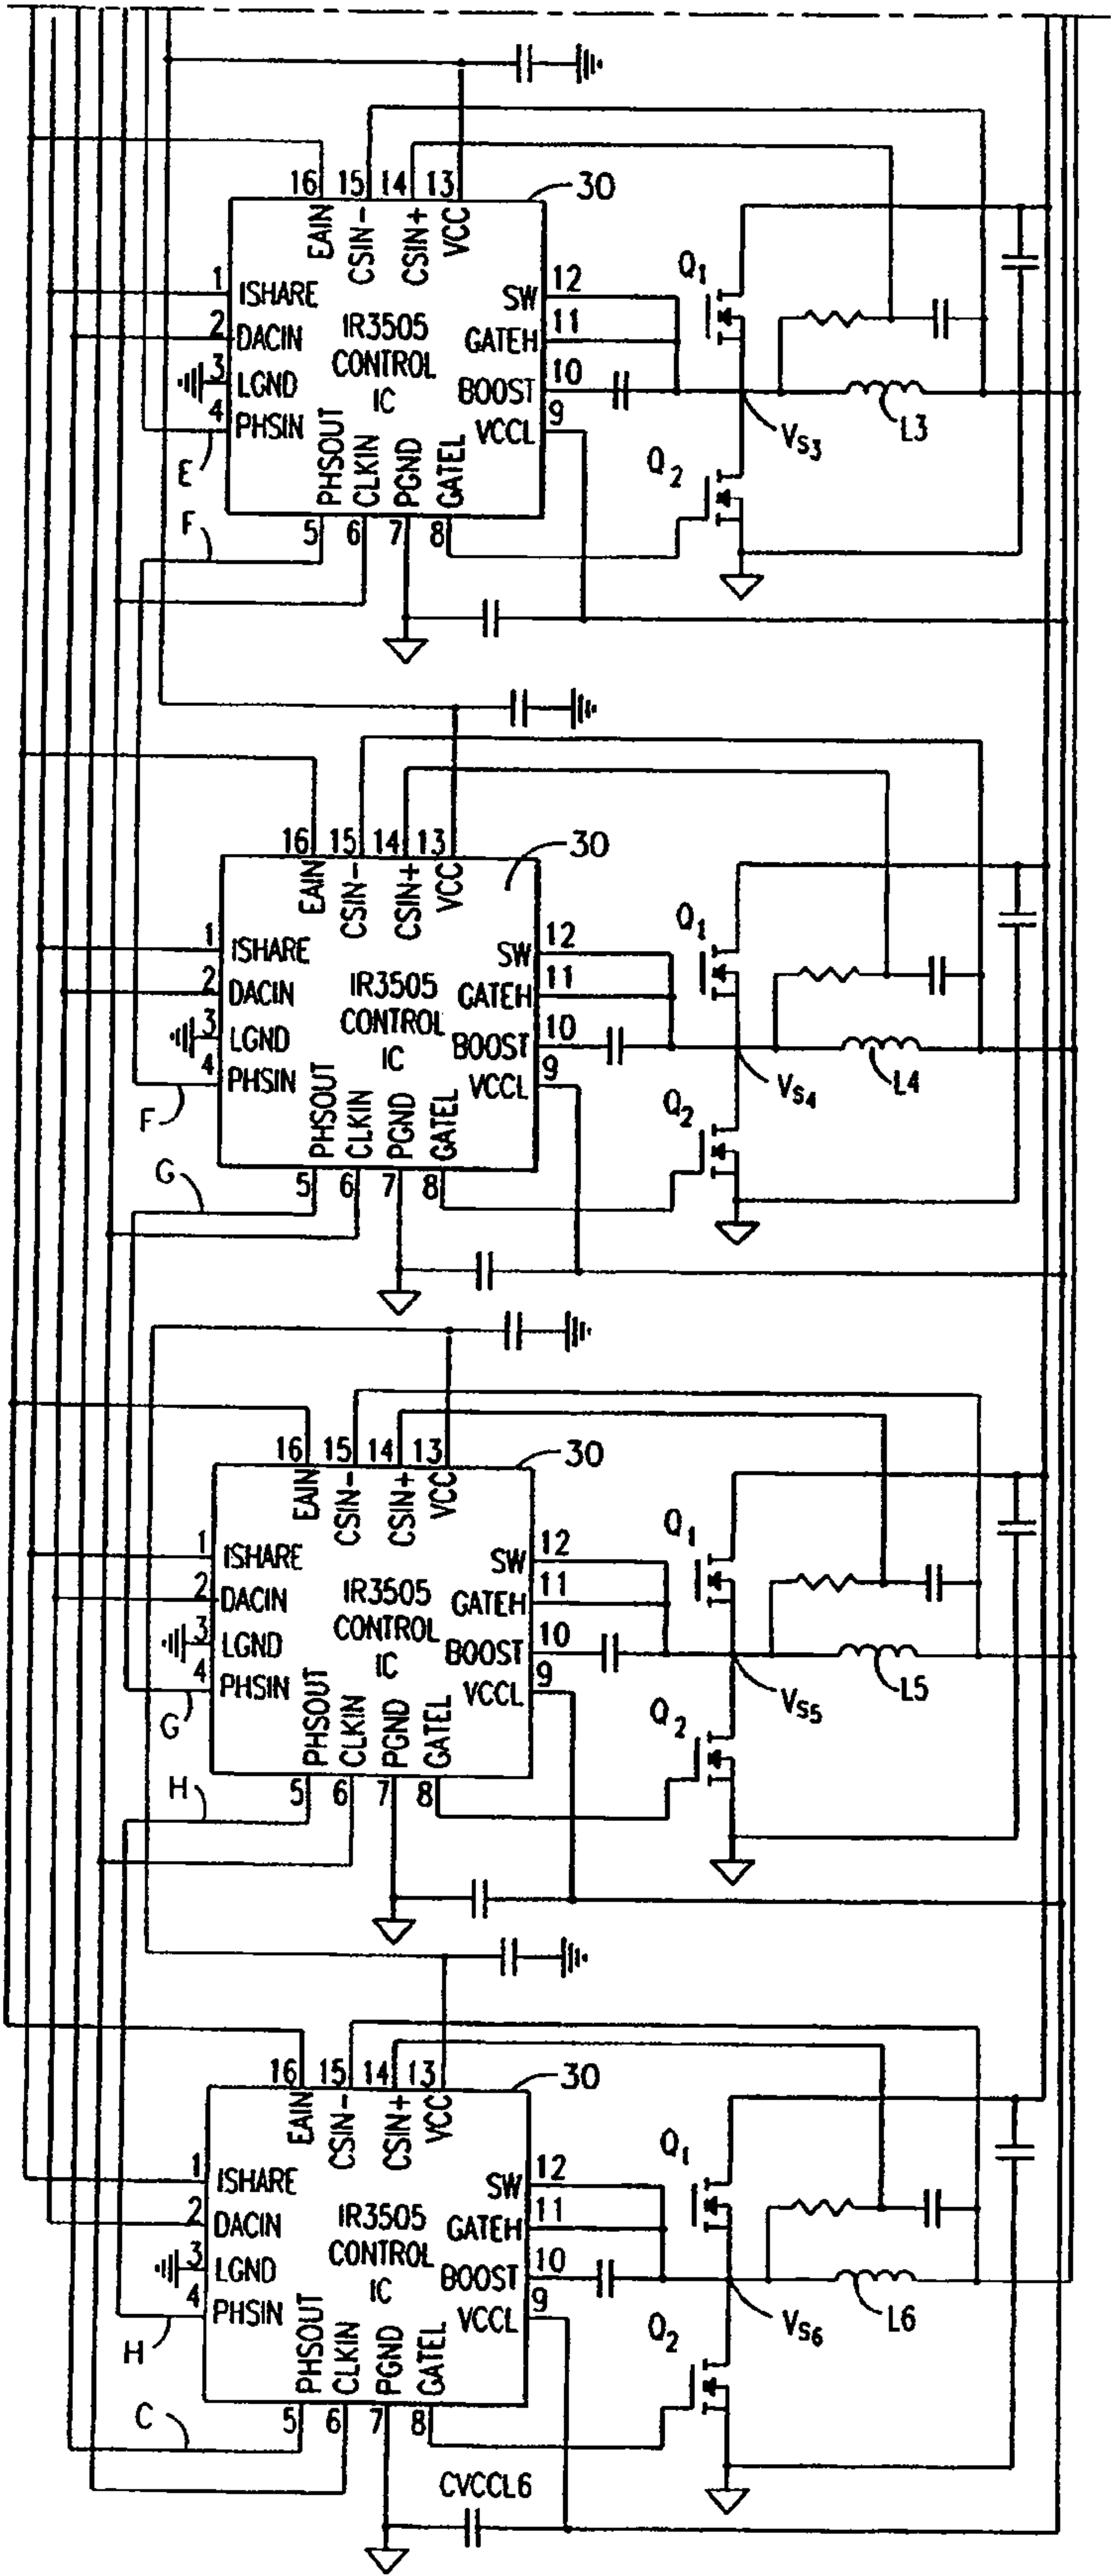 16 15 14 13 30
EAIN CSIN- CSIN+ VCC
1 ISHARE SW 12 Q1
2 DACIN IR3505 GATEH 11
3 LGND CONTROL BOOST 10
4 PHSIN IC VCCL 9
E VS3 L3
PHSOUT CLKIN PGND GATEL Q2
F 5 6 7 8
16 15 14 13 30
EAIN CSIN- CSIN+ VCC
1 ISHARE SW 12 Q1
2 DACIN IR3505 GATEH 11
3 LGND CONTROL BOOST 10
4 PHSIN IC VCCL 9
F VS4 L4
PHSOUT CLKIN PGND GATEL Q2
G 5 6 7 8
16 15 14 13 30
EAIN CSIN- CSIN+ VCC
1 ISHARE SW 12 Q1
2 DACIN IR3505 GATEH 11
3 LGND CONTROL BOOST 10
4 PHSIN IC VCCL 9
G VS5 L5
PHSOUT CLKIN PGND GATEL Q2
H 5 6 7 8
16 15 14 13 30
EAIN CSIN- CSIN+ VCC
1 ISHARE SW 12 Q1
2 DACIN IR3505 GATEH 11
3 LGND CONTROL BOOST 10
4 PHSIN IC VCCL 9
H VS6 L6
PHSOUT CLKIN PGND GATEL Q2
C 5 6 7 8
CVCCL6